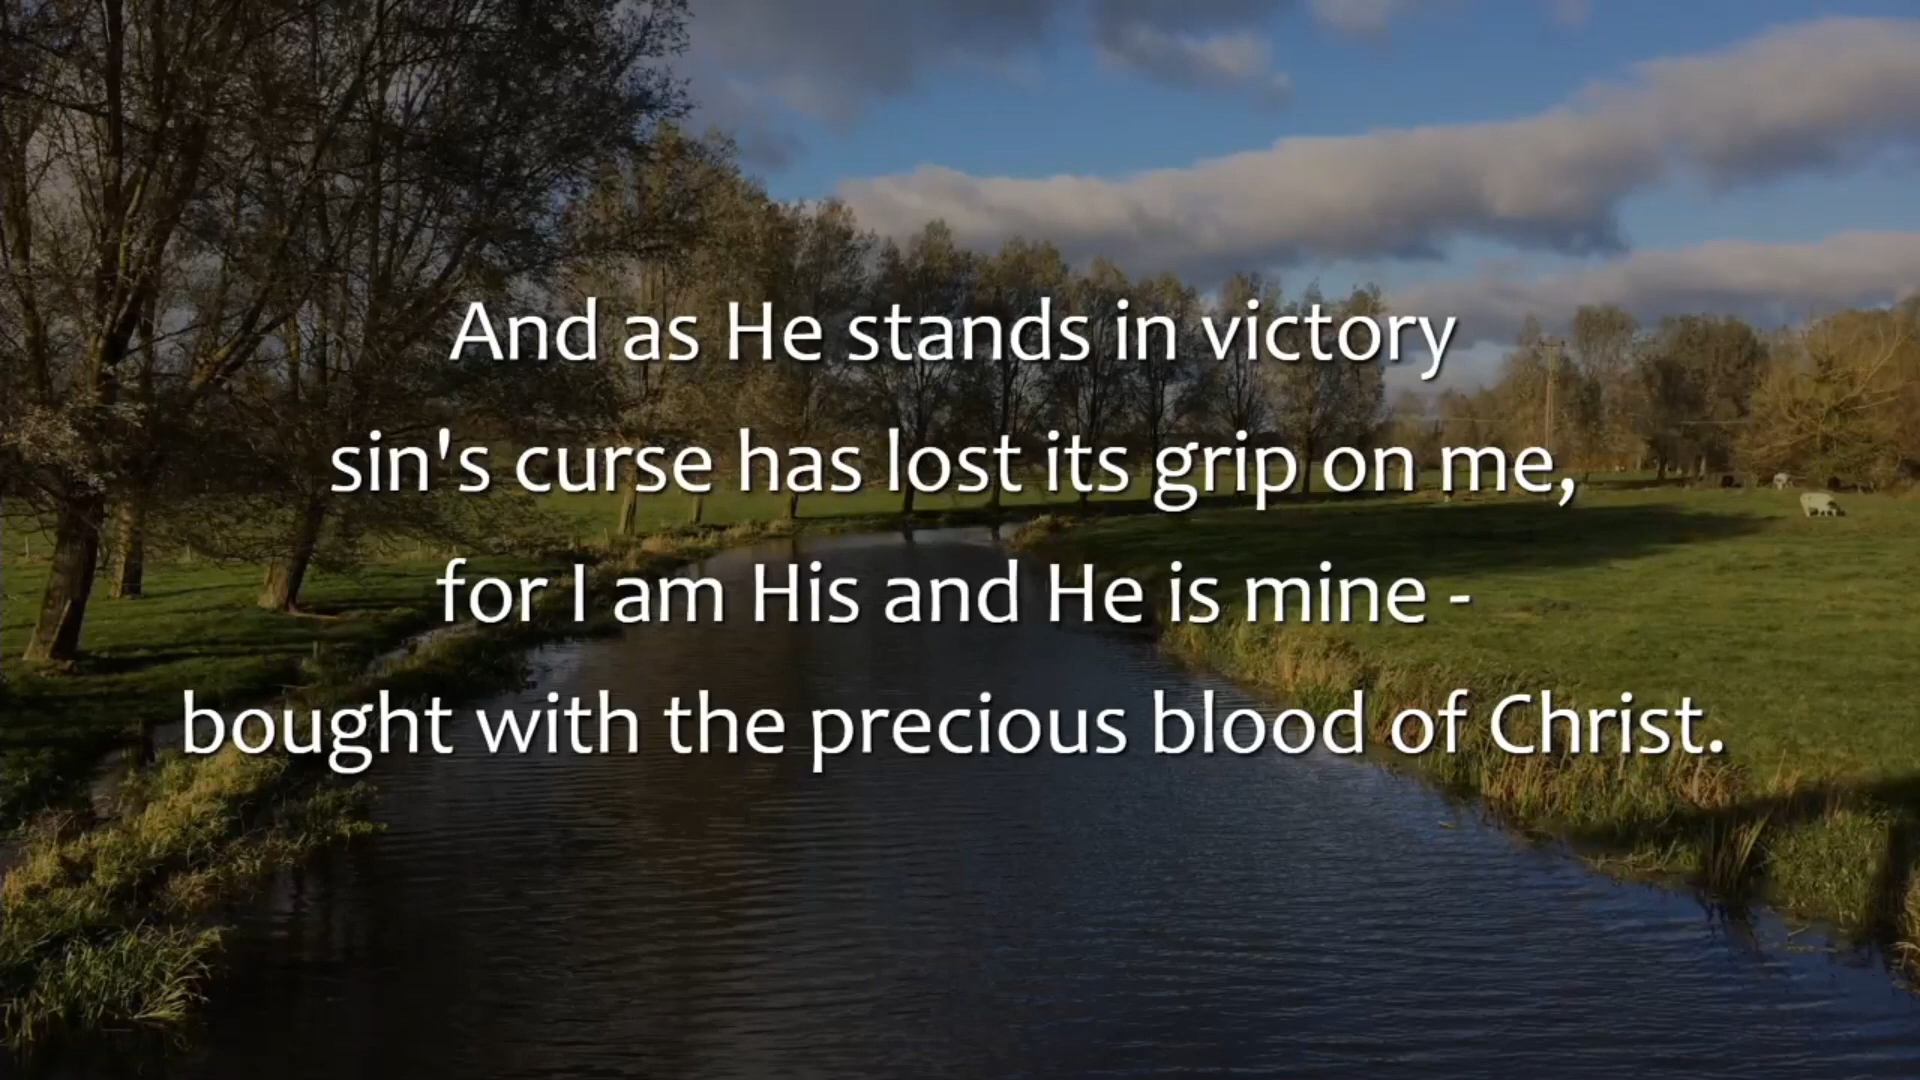 And as He stands in victory
sin's curse has lost its grip on me,
for I am His and He is mine -
bought with the precious blood of Christ.